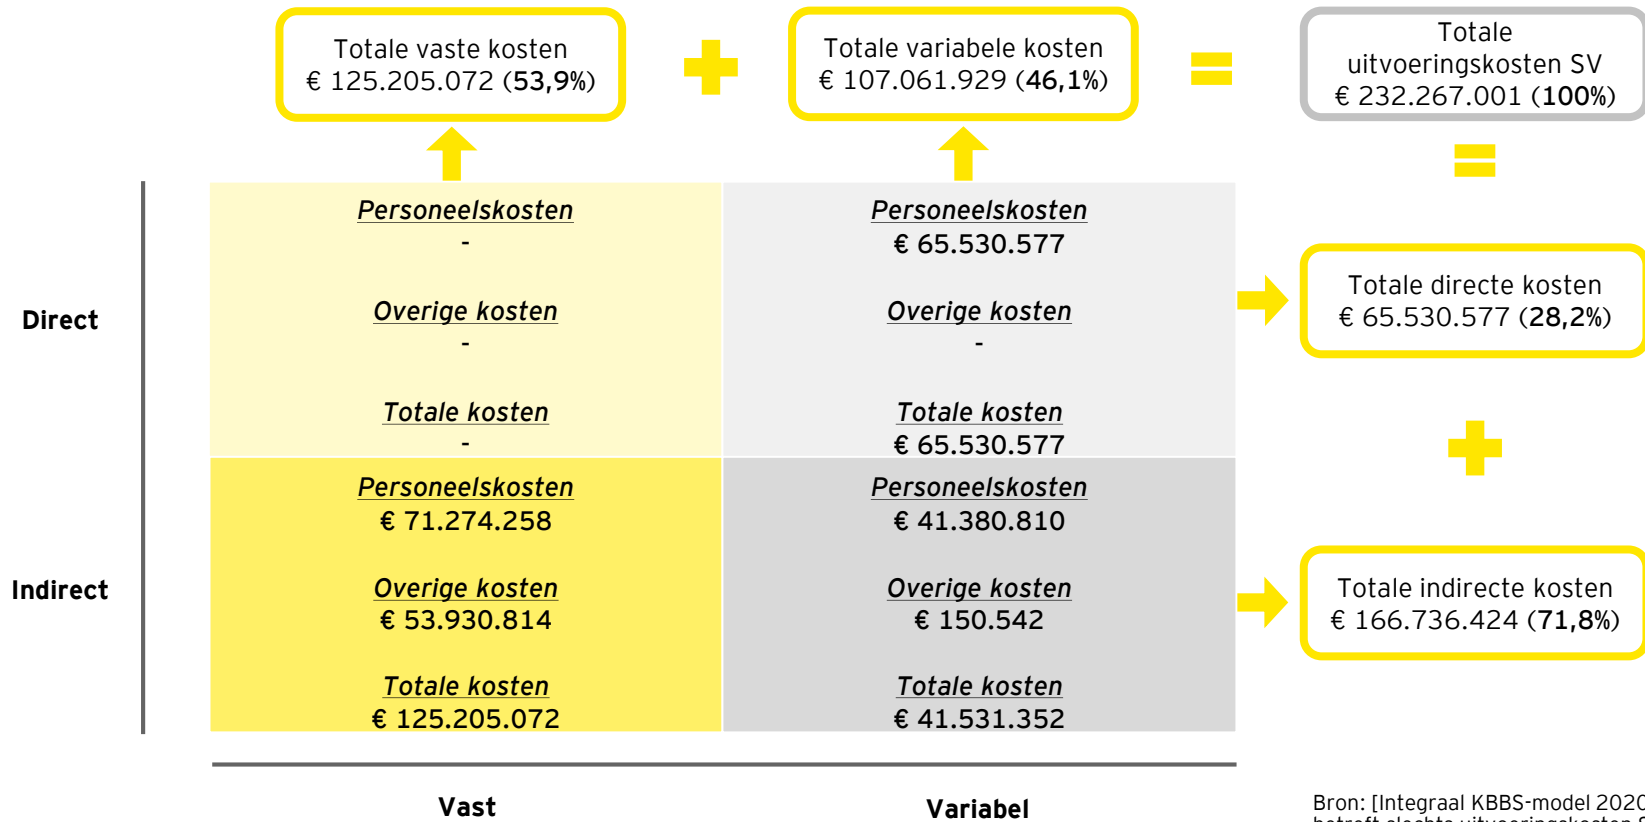 Totale vaste kosten
€ 125.205.072 (53,9%)
Totale variabele kosten
€ 107.061.929 (46,1%)
Totale
uitvoeringskosten SV
€ 232.267.001 (100%)
Direct
Personeelskosten
-
Overige kosten
-
Totale kosten
-
Personeelskosten
€ 65.530.577
Overige kosten
-
Totale kosten
€ 65.530.577
Totale directe kosten
€ 65.530.577 (28,2%)
Indirect
Personeelskosten
€ 71.274.258
Overige kosten
€ 53.930.814
Totale kosten
€ 125.205.072
Personeelskosten
€ 41.380.810
Overige kosten
€ 150.542
Totale kosten
€ 41.531.352
Totale indirecte kosten
€ 166.736.424 (71,8%)
Vast
Variabel
Bron: [Integraal KBBS-model 2020
betreft slechts uitvoeringskosten